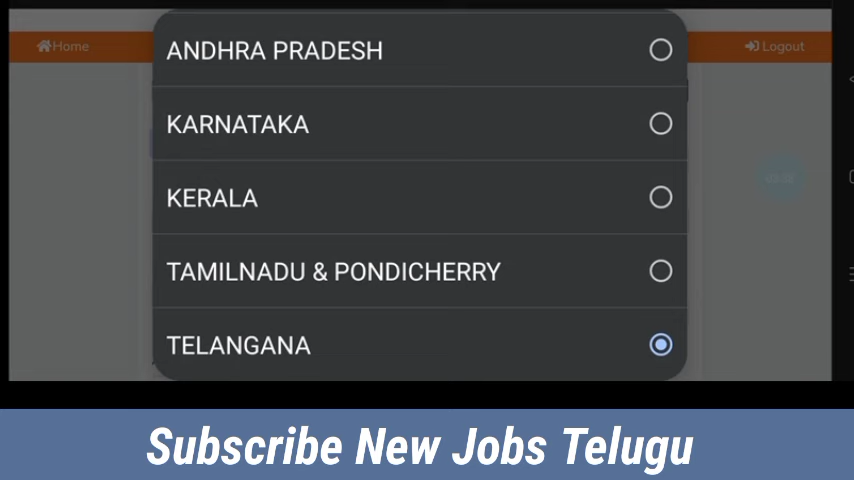 ANDHRA PRADESH
Home
Logout
KARNATAKA
KERALA
TAMILNADU & PONDICHERRY
TELANGANA
Subscribe New Jobs Telugu